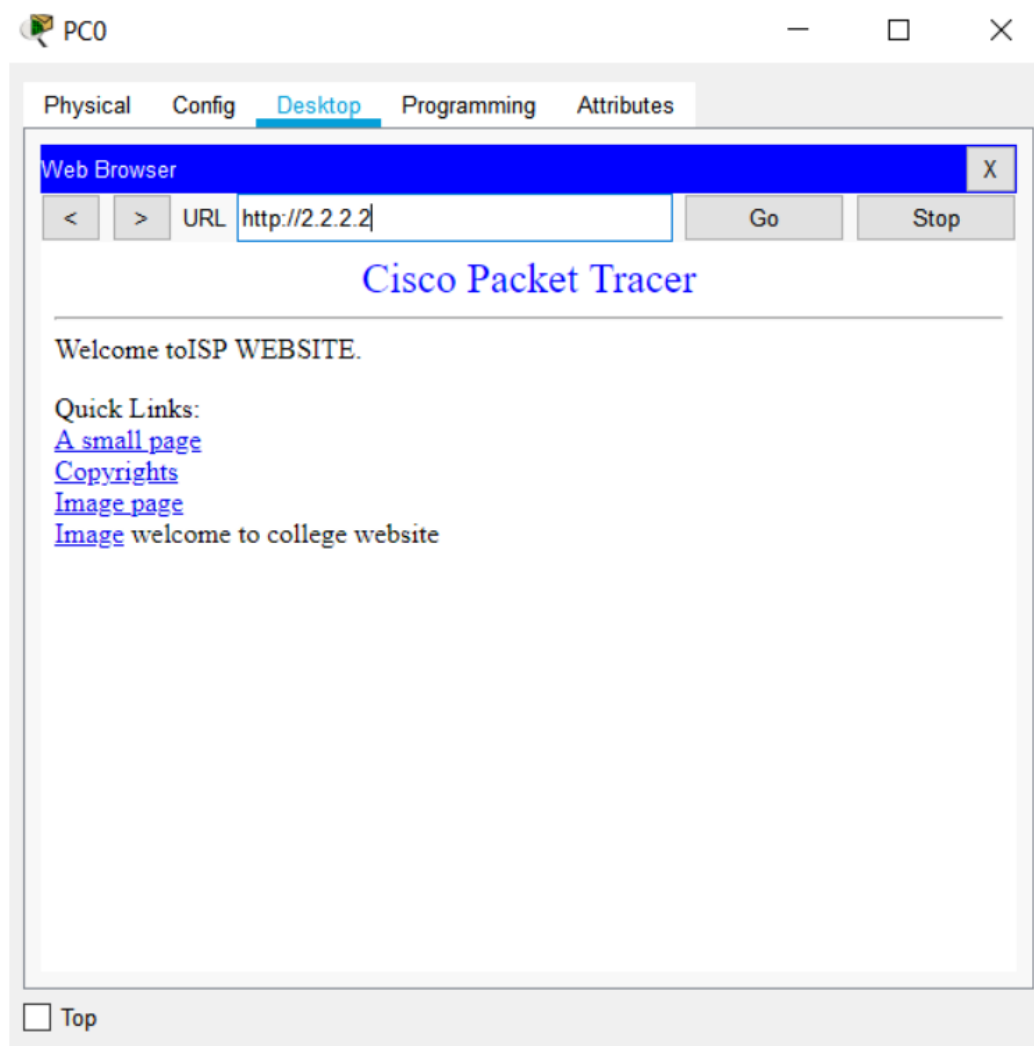 PC0
Physical Config Desktop Programming Attributes
Web Browser X
< > URL http://2.2.2.2 Go Stop
Cisco Packet Tracer
Welcome toISP WEBSITE.
Quick Links:
A small page
Copyrights
Image page
Image welcome to college website
Top